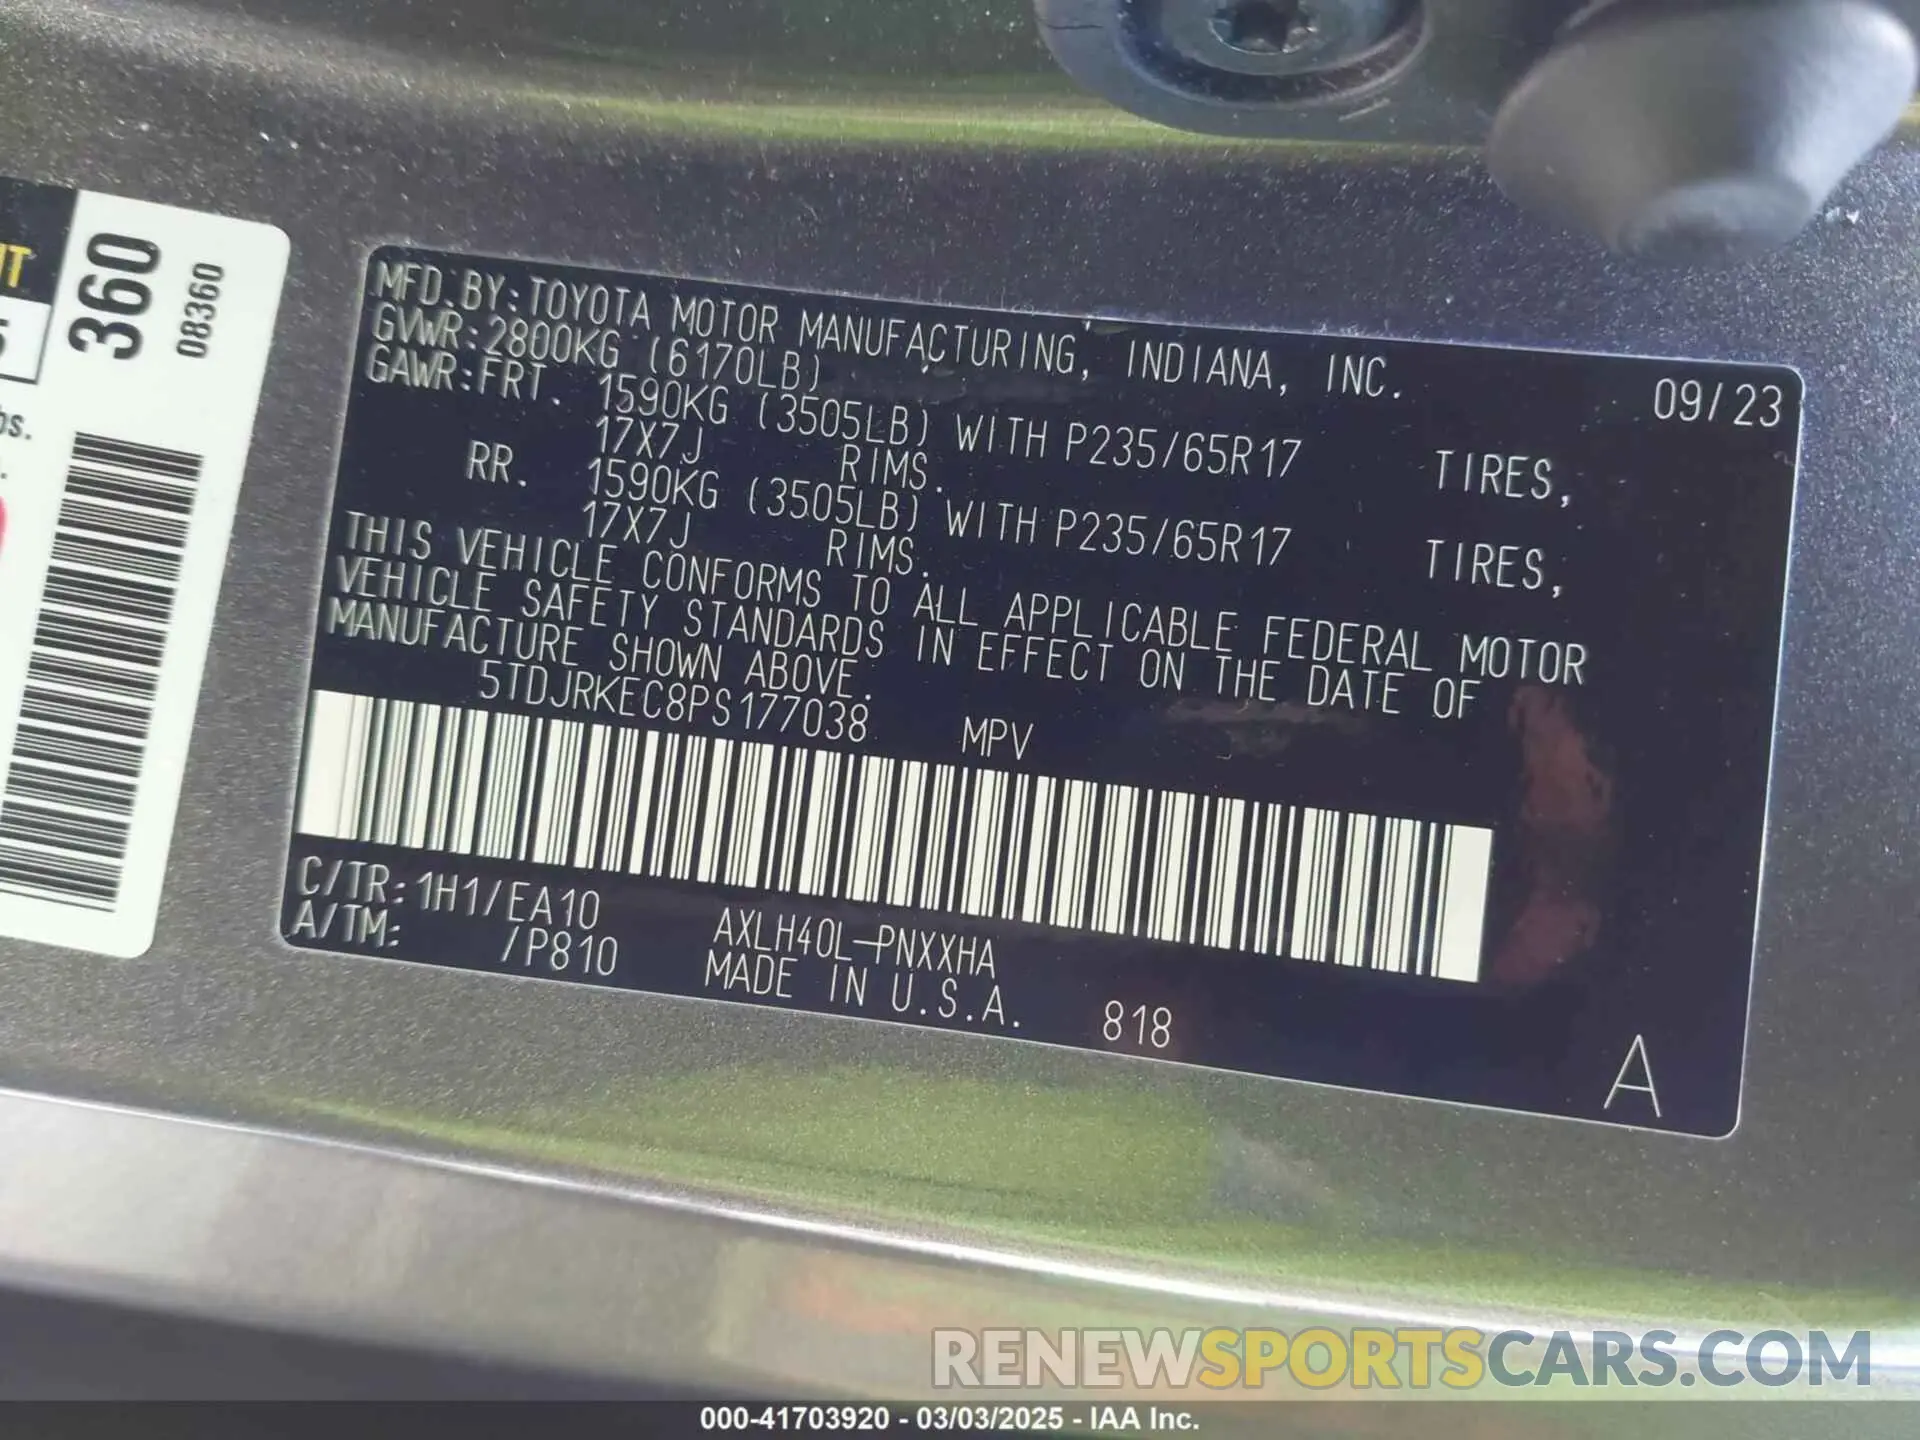 360
08360
MFD.BY:TOYOTA MOTOR MANUFACTURING, INDIANA, INC. 09/23
GVWR:2800KG (6170LB)
GAWR:FRT. 1590KG (3505LB) WITH P235/65R17 TIRES,
17X7J RIMS.
RR. 1590KG (3505LB) WITH P235/65R17 TIRES,
17X7J RIMS.
THIS VEHICLE CONFORMS TO ALL APPLICABLE FEDERAL MOTOR
VEHICLE SAFETY STANDARDS IN EFFECT ON THE DATE OF
MANUFACTURE SHOWN ABOVE.
5TDJRKEC8PS177038 MPV
C/TR:1H1/EA10 AXLH40L-PNXXHA
A/TM: /P810 MADE IN U.S.A. 818
A
RENEWSPORTSCARS.COM
000-41703920 - 03/03/2025 - IAA Inc.